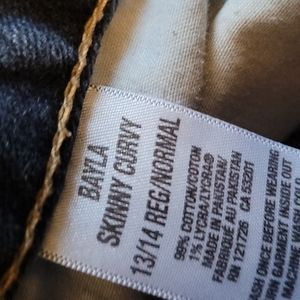 BAYLA
SKINNY CURVY
13/14 REG/NORMAL
99% COTTON/COTON
1% LYCRA®/LYCRA®
MADE IN PAKISTAN/
FABRIQUÉ AU PAKISTAN
RN 121726 CA 53201
WASH ONCE BEFORE WEARING
TURN GARMENT INSIDE OUT
MACHINE WASH